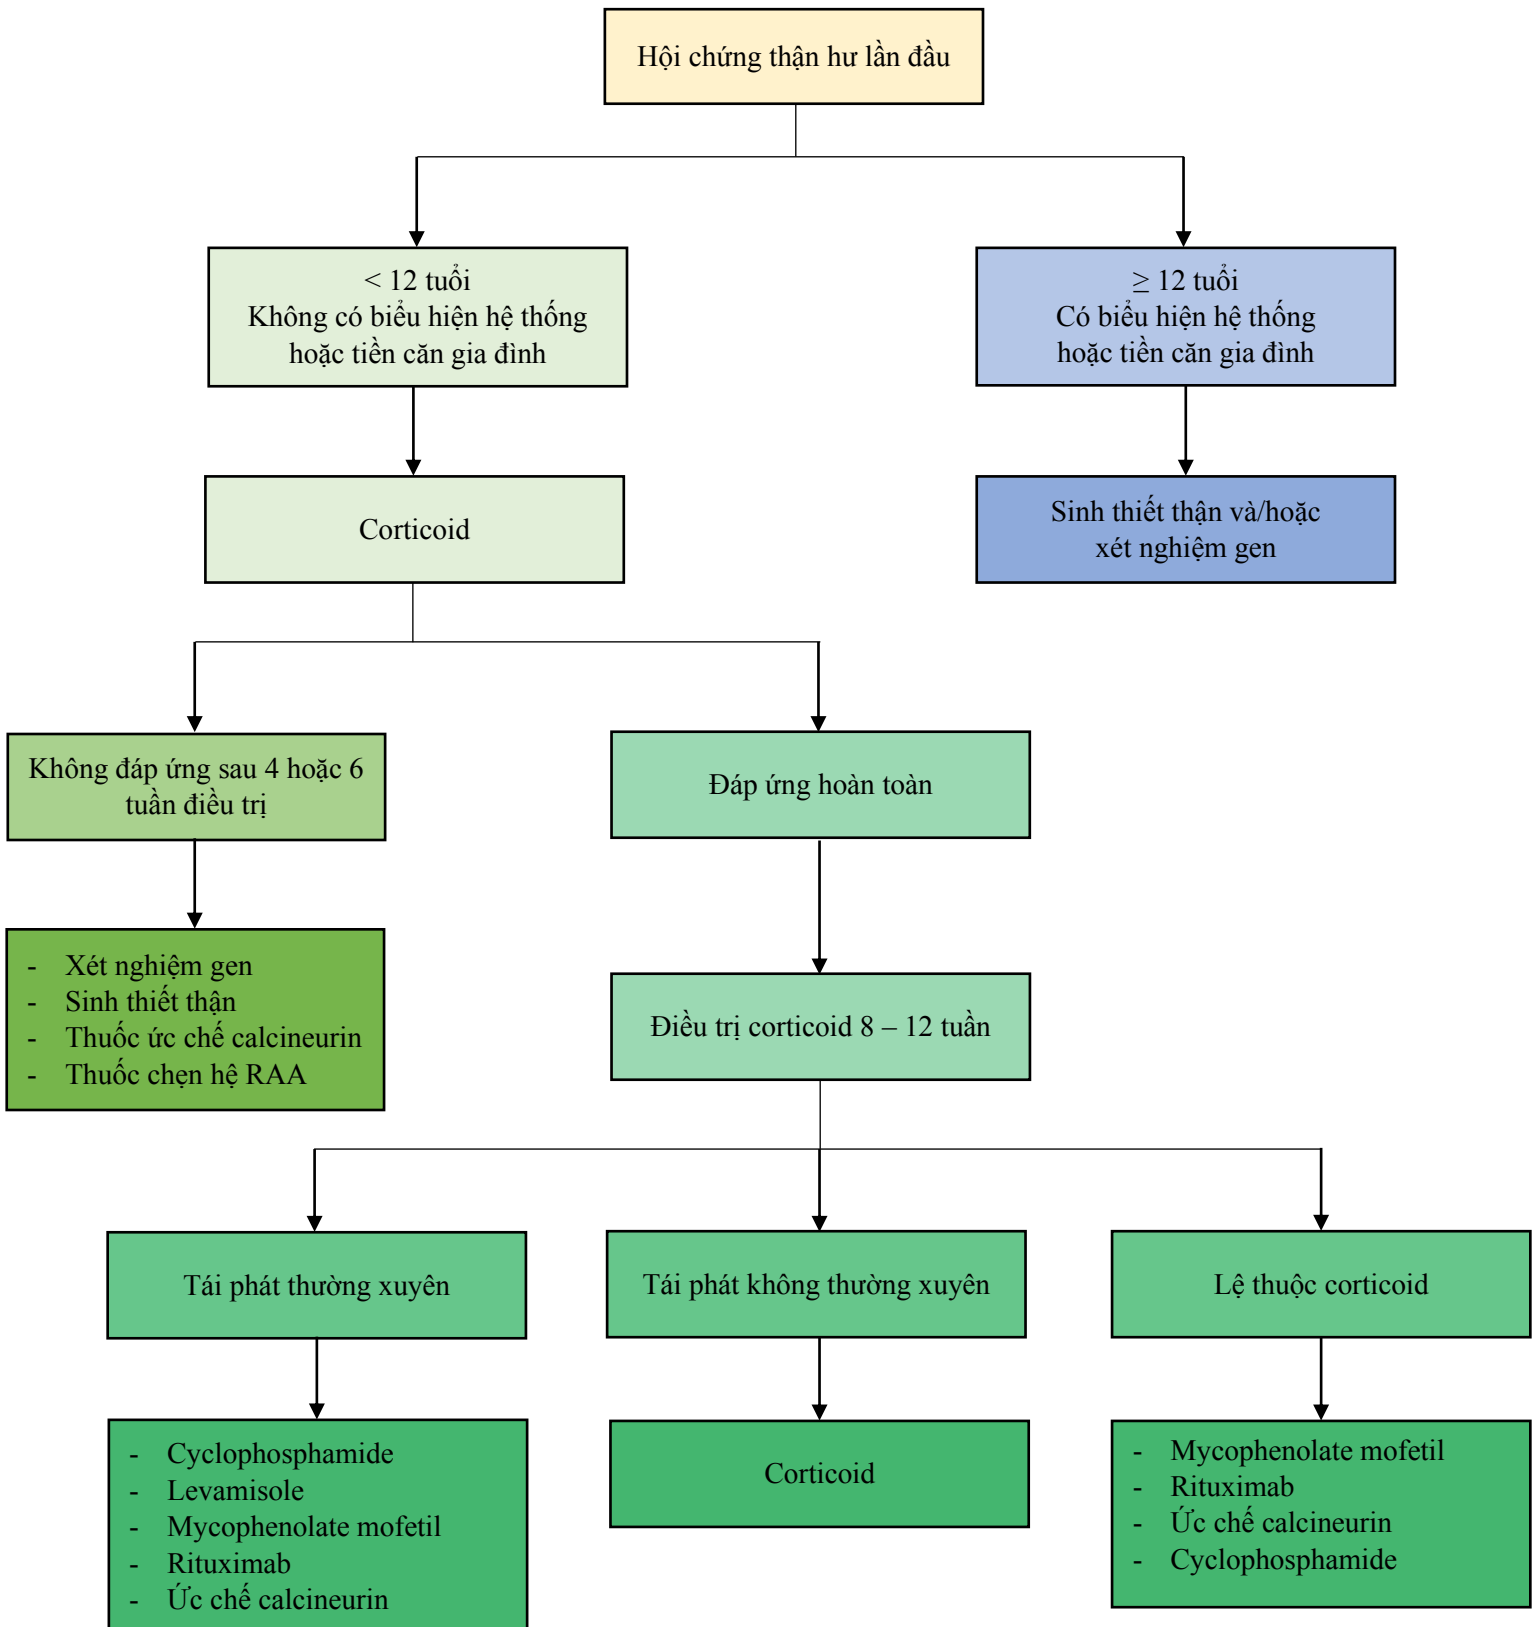 Hội chứng thận hư lần đầu
< 12 tuổi
Không có biểu hiện hệ thống
hoặc tiền căn gia đình
≥ 12 tuổi
Có biểu hiện hệ thống
hoặc tiền căn gia đình
Corticoid
Sinh thiết thận và/hoặc
xét nghiệm gen
Không đáp ứng sau 4 hoặc 6
tuần điều trị
Đáp ứng hoàn toàn
- Xét nghiệm gen
- Sinh thiết thận
- Thuốc ức chế calcineurin
- Thuốc chẹn hệ RAA
Điều trị corticoid 8 – 12 tuần
Tái phát thường xuyên
Tái phát không thường xuyên
Lệ thuộc corticoid
- Cyclophosphamide
- Levamisole
- Mycophenolate mofetil
- Rituximab
- Ức chế calcineurin
Corticoid
- Mycophenolate mofetil
- Rituximab
- Ức chế calcineurin
- Cyclophosphamide